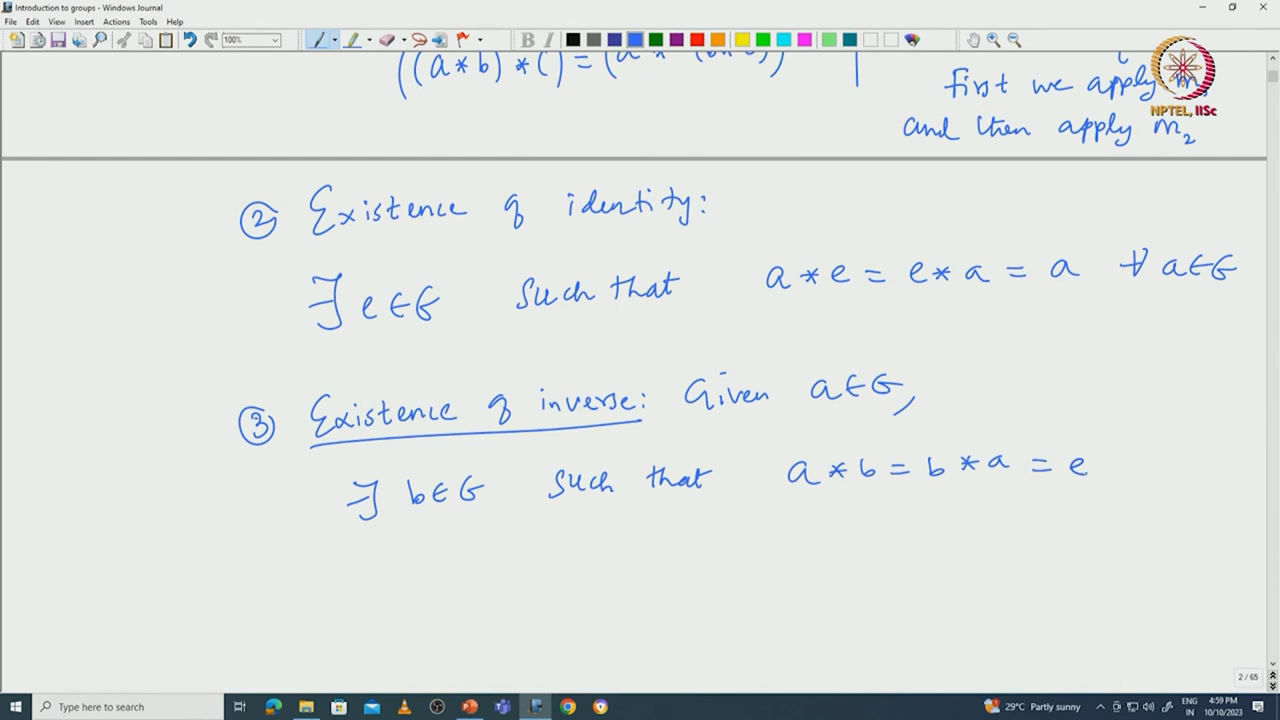 Introduction to groups - Windows Journal
File Edit View Insert Actions Tools Help
100%
B I
((a * b) * c) = (a *
first we apply m
and then apply m₂
NPTEL, IISc
② Existence of identity:
∃ e ∈ G such that a * e = e * a = a ∀ a ∈ G
③ Existence of inverse: Given a ∈ G,
∃ b ∈ G such that a * b = b * a = e
2 / 65
Type here to search
29°C Partly sunny
ENG
IN
4:59 PM
10/10/2023